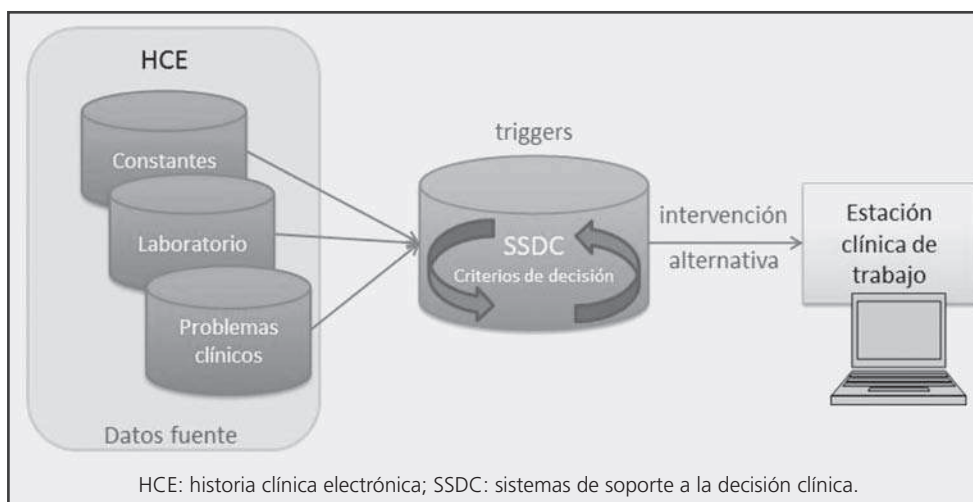 HCE
Constantes
Laboratorio
Problemas
clínicos
Datos fuente
triggers
SSDC
Criterios de decisión
intervención
alternativa
Estación
clínica de
trabajo
HCE: historia clínica electrónica; SSDC: sistemas de soporte a la decisión clínica.